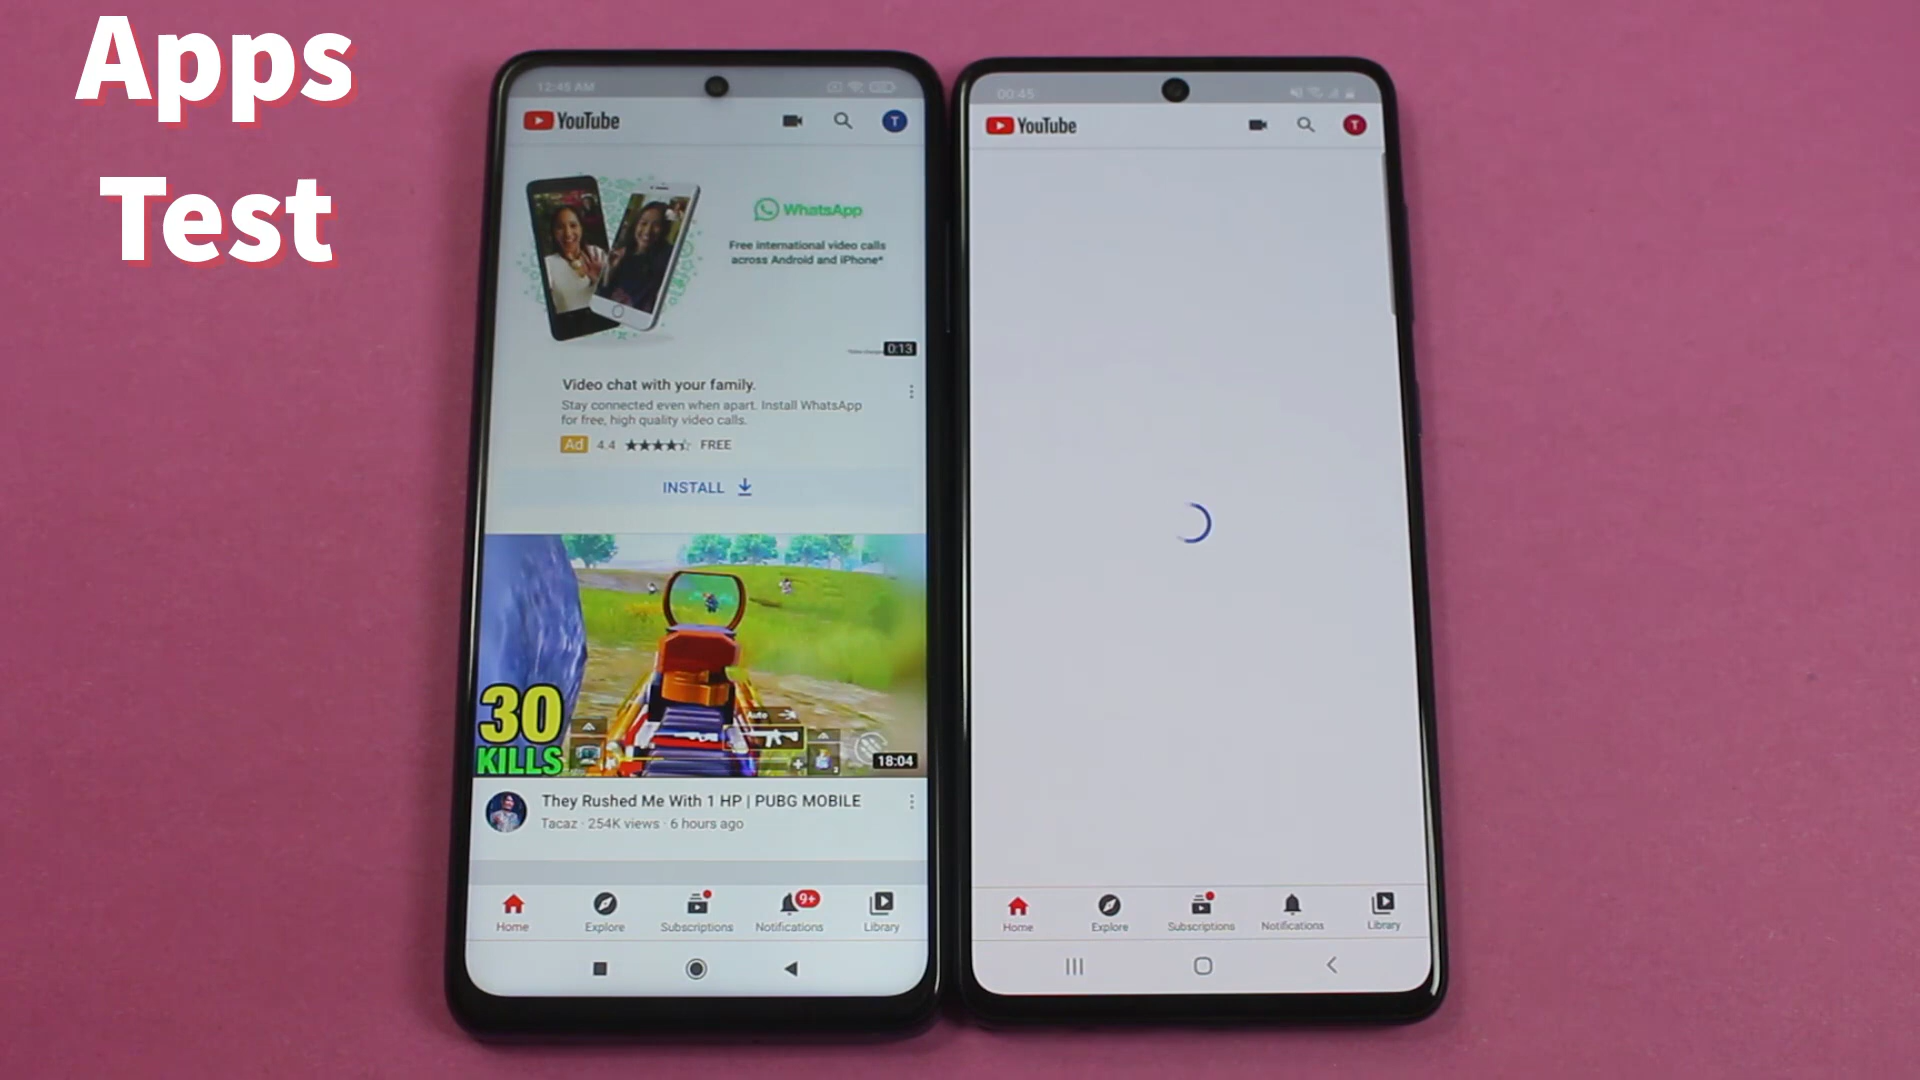 Apps
Test
12:45 AM
YouTube
T
WhatsApp
Free international video calls
across Android and iPhone*
0:13
Video chat with your family.
Stay connected even when apart. Install WhatsApp
for free, high quality video calls.
Ad 4.4 FREE
INSTALL
30
KILLS
Auto
18:04
They Rushed Me With 1 HP | PUBG MOBILE
Tacaz · 254K views · 6 hours ago
9+
Home Explore Subscriptions Notifications Library
00:45
YouTube
T
Home Explore Subscriptions Notifications Library